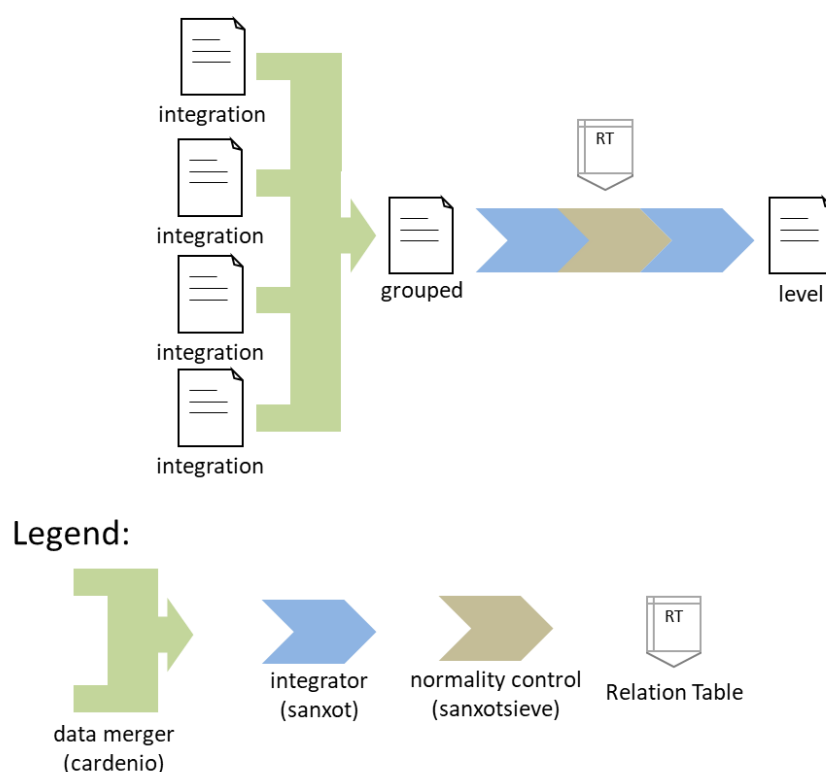 integration
RT
integration
grouped
level
integration
integration
Legend:
RT
integrator
(sanxot)
normality control
(sanxotsieve)
Relation Table
data merger
(cardenio)